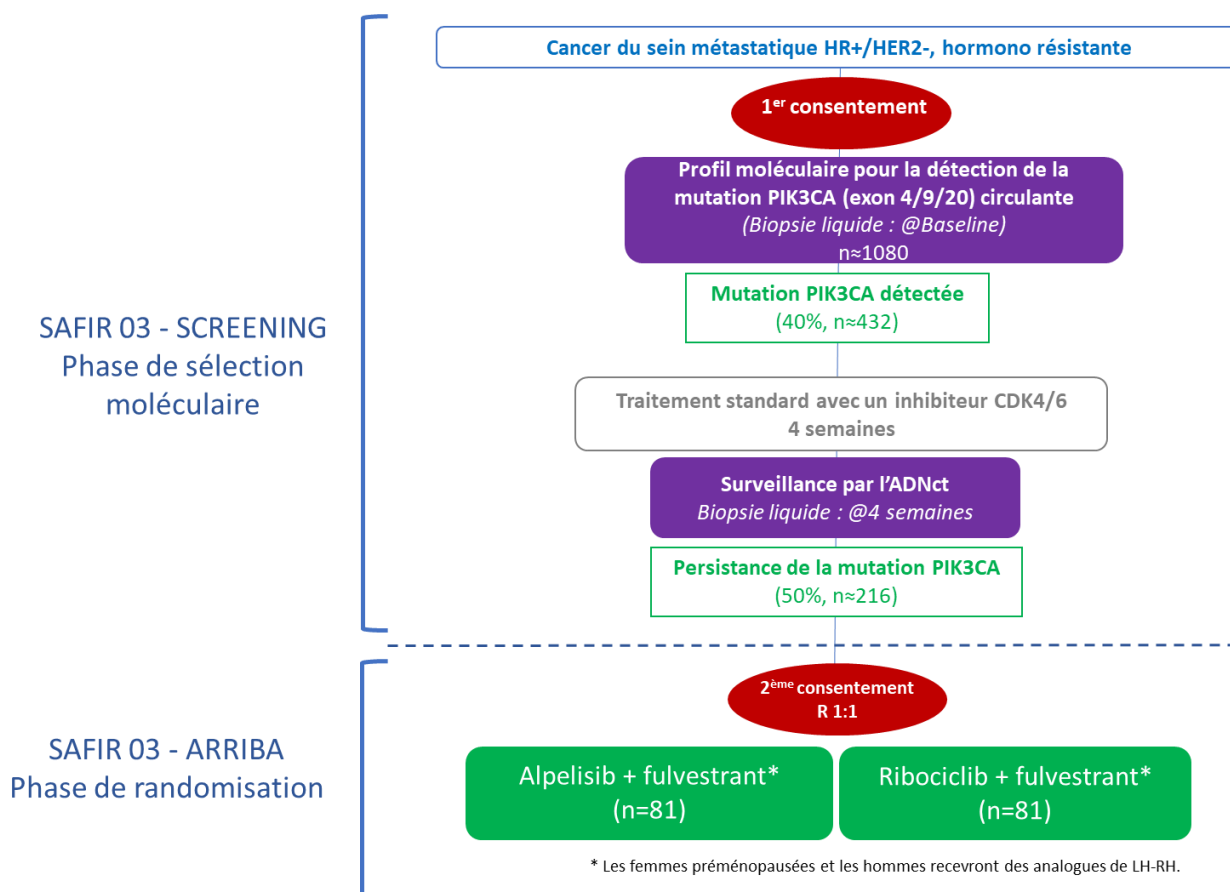 Cancer du sein métastatique HR+/HER2-, hormono résistante
1er consentement
Profil moléculaire pour la détection de la
mutation PIK3CA (exon 4/9/20) circulante
(Biopsie liquide : @Baseline)
n≈1080
Mutation PIK3CA détectée
(40%, n≈432)
SAFIR 03 - SCREENING
Phase de sélection
moléculaire
Traitement standard avec un inhibiteur CDK4/6
4 semaines
Surveillance par l'ADNct
Biopsie liquide : @4 semaines
Persistance de la mutation PIK3CA
(50%, n≈216)
2ème consentement
R 1:1
SAFIR 03 - ARRIBA
Phase de randomisation
Alpelisib + fulvestrant*
(n=81)
Ribociclib + fulvestrant*
(n=81)
* Les femmes préménopausées et les hommes recevront des analogues de LH-RH.